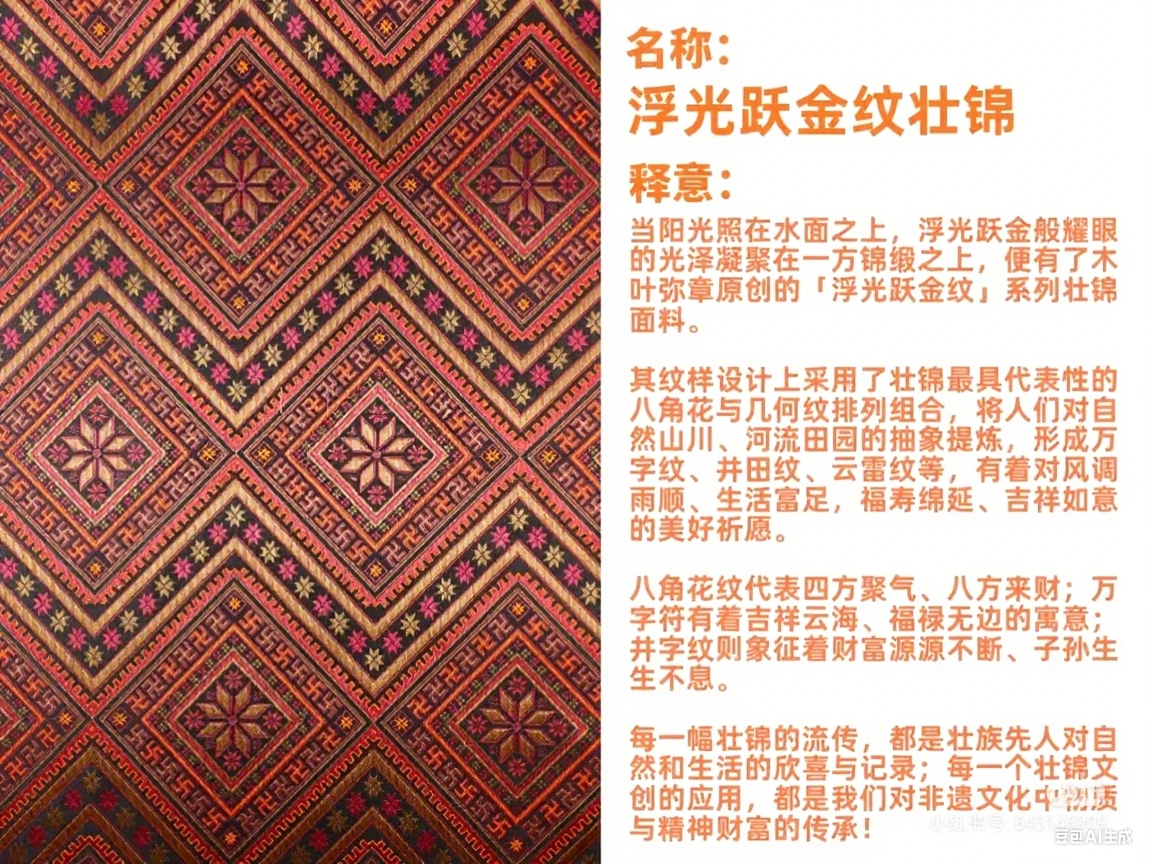 名称：
浮光跃金纹壮锦
释意：
当阳光照在水面之上，浮光跃金般耀眼
的光泽凝聚在一方锦缎之上，便有了木
叶弥章原创的「浮光跃金纹』系列壮锦
面料。
其纹样设计上采用了壮锦最具代表性的
八角花与几何纹排列组合，将人们对自
然山川、河流田园的抽象提炼，形成万
字纹、井田纹、云雷纹等，有着对风调
雨顺、生活富足，福寿绵延、吉祥如意
的美好祈愿。
八角花纹代表四方聚气、八方来财；万
字符有着吉祥云海、福禄无边的寓意；
井字纹则象征着财富源源不断、子孙生
生不息。
每一幅壮锦的流传，都是壮族先人对自
然和生活的欣喜与记录；每一个壮锦文
创的应用，都是我们对非遗文化中物质
与精神财富的传承！
小红书号:
豆包AI生成